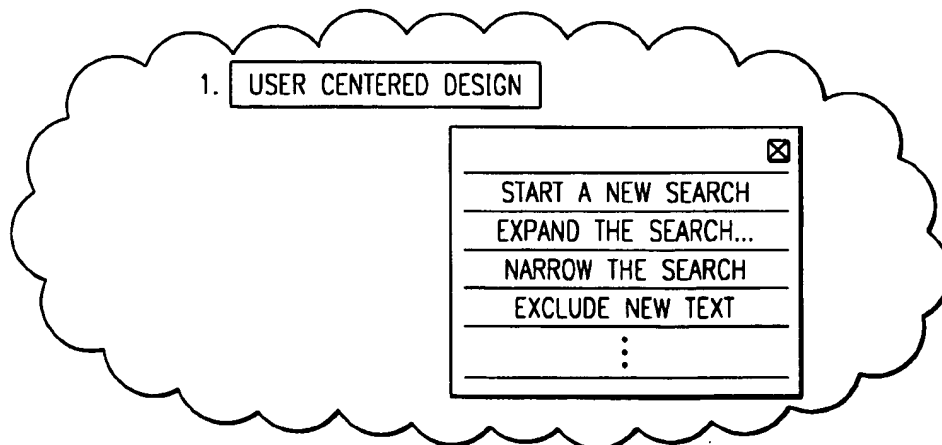 1. USER CENTERED DESIGN
START A NEW SEARCH
EXPAND THE SEARCH...
NARROW THE SEARCH
EXCLUDE NEW TEXT